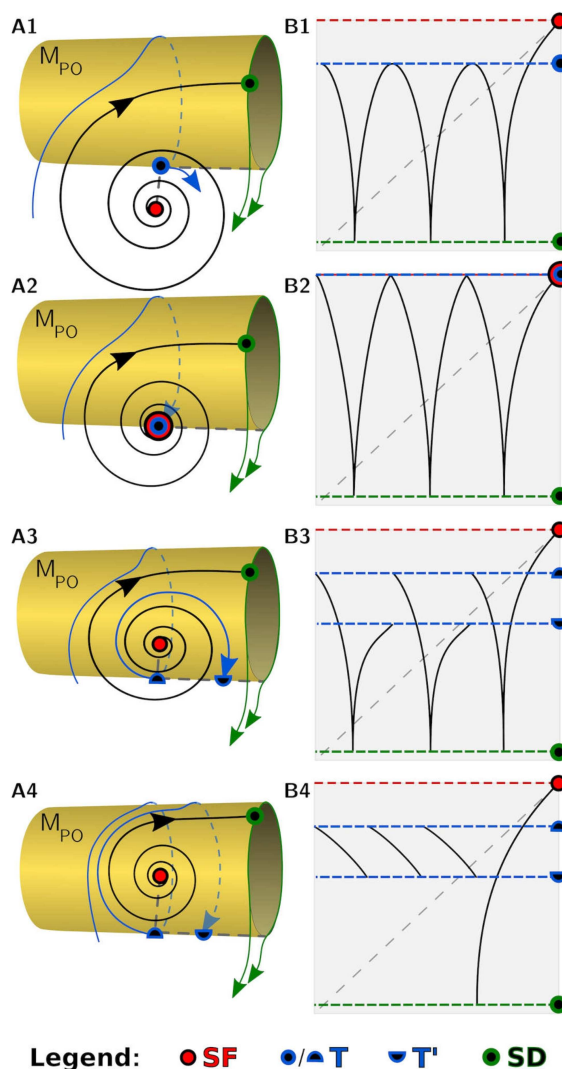 A1
B1
M_PO
A2
B2
M_PO
A3
B3
M_PO
A4
B4
M_PO
Legend: SF / T T' SD